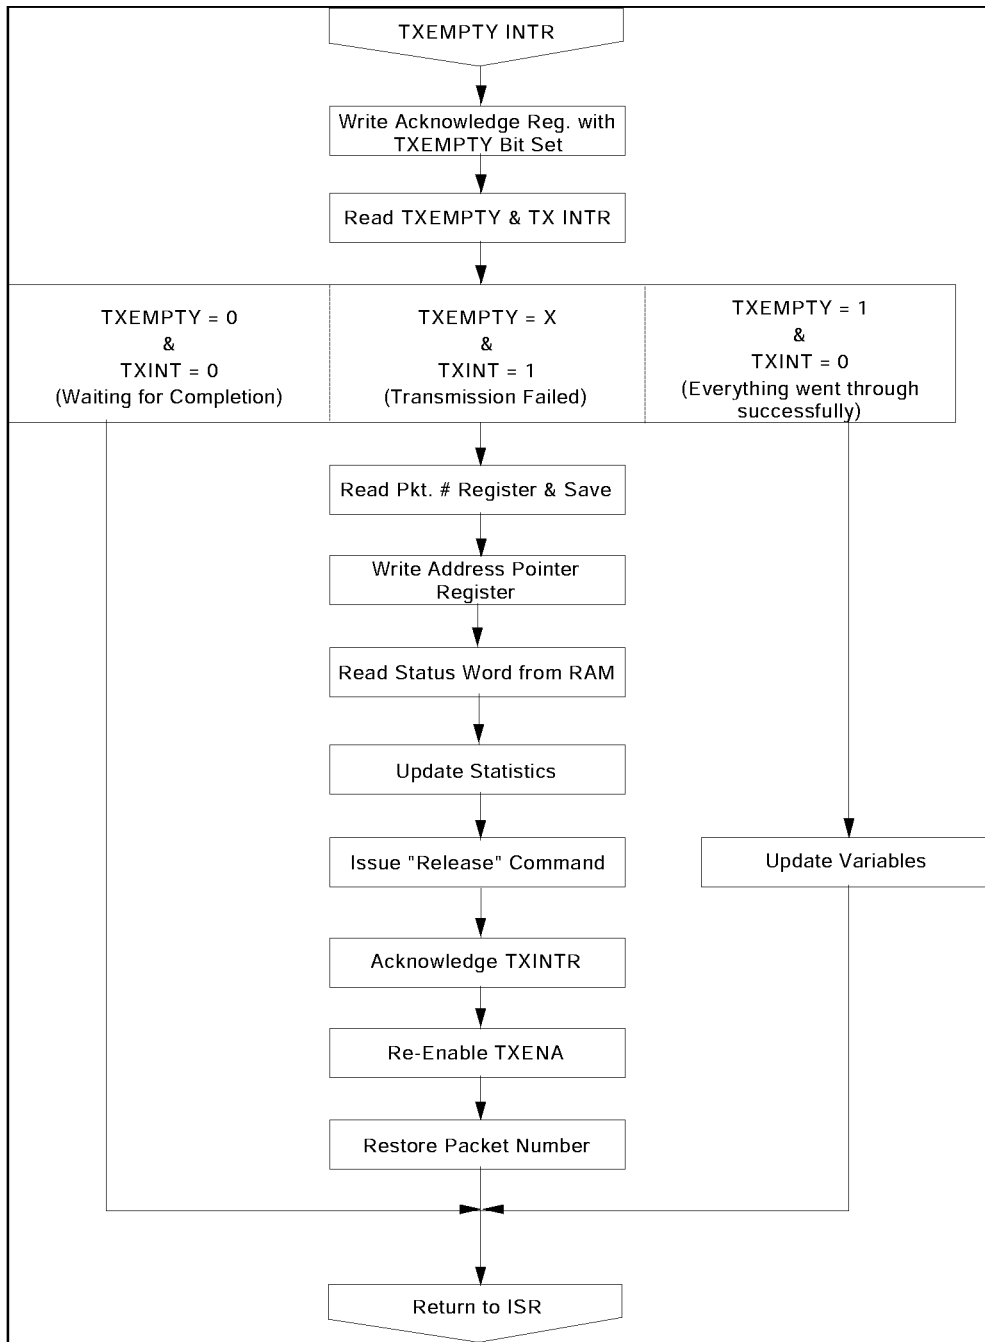 TXEMPTY INTR
Write Acknowledge Reg. with
TXEMPTY Bit Set
Read TXEMPTY & TX INTR
TXEMPTY = 0
&
TXINT = 0
(Waiting for Completion)
TXEMPTY = X
&
TXINT = 1
(Transmission Failed)
TXEMPTY = 1
&
TXINT = 0
(Everything went through
successfully)
Read Pkt. # Register & Save
Write Address Pointer
Register
Read Status Word from RAM
Update Statistics
Issue "Release" Command
Update Variables
Acknowledge TXINTR
Re-Enable TXENA
Restore Packet Number
Return to ISR